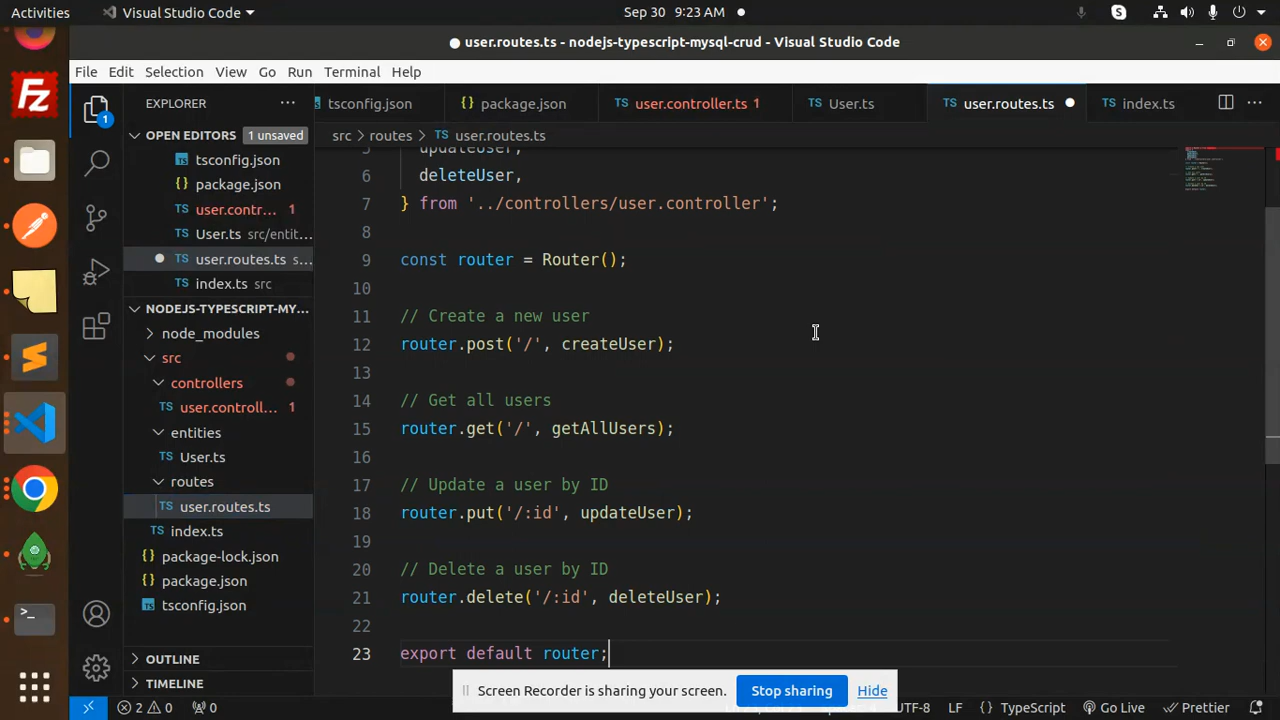 Activities
Visual Studio Code
Sep 30 9:23 AM
user.routes.ts - nodejs-typescript-mysql-crud - Visual Studio Code
File Edit Selection View Go Run Terminal Help
EXPLORER
tsconfig.json
package.json
user.controller.ts 1
User.ts
user.routes.ts
index.ts
OPEN EDITORS
1 unsaved
tsconfig.json
package.json
user.contr... 1
User.ts src/entit...
user.routes.ts s...
index.ts src
NODEJS-TYPESCRIPT-MY...
node_modules
src
controllers
user.controll... 1
entities
User.ts
routes
user.routes.ts
index.ts
package-lock.json
package.json
tsconfig.json
OUTLINE
TIMELINE
src > routes > user.routes.ts
5 updateUser,
6 deleteUser,
7 } from '../controllers/user.controller';
8
9 const router = Router();
10
11 // Create a new user
12 router.post('/', createUser);
13
14 // Get all users
15 router.get('/', getAllUsers);
16
17 // Update a user by ID
18 router.put('/:id', updateUser);
19
20 // Delete a user by ID
21 router.delete('/:id', deleteUser);
22
23 export default router;
Screen Recorder is sharing your screen.
Stop sharing
Hide
2 0
0
UTF-8
LF
{ } TypeScript
Go Live
Prettier